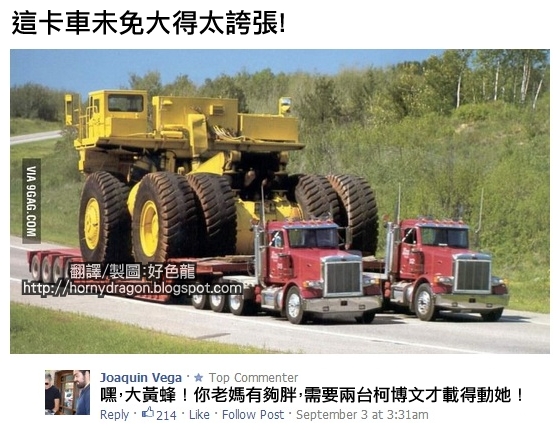 這卡車未免大得太誇張!
VIA 9GAG.COM
翻譯/製圖:好色龍
http://hornydragon.blogspot.com
Joaquin Vega · ★ Top Commenter
嘿,大黃蜂!你老媽有夠胖,需要兩台柯博文才載得動她!
Reply · 214 · Like · Follow Post · September 3 at 3:31am